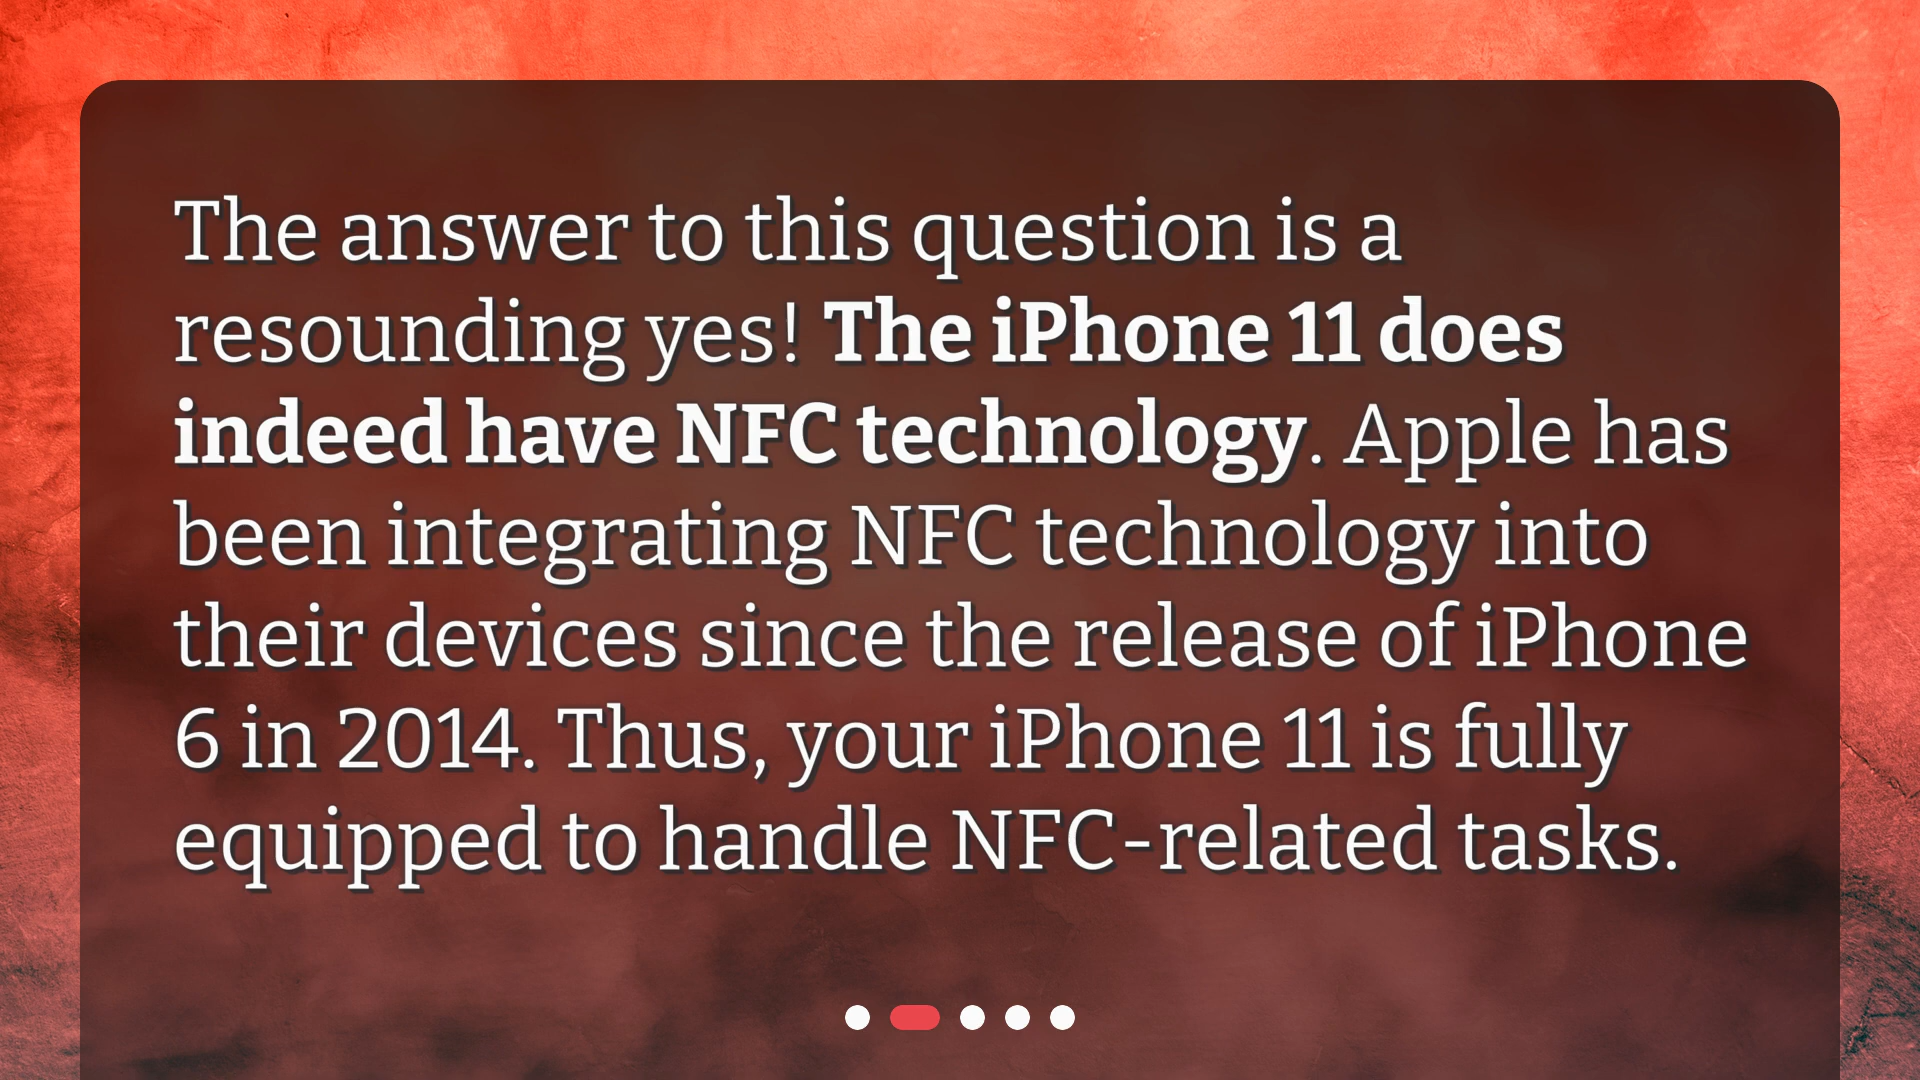 The answer to this question is a
resounding yes! The iPhone 11 does
indeed have NFC technology. Apple has
been integrating NFC technology into
their devices since the release of iPhone
6 in 2014. Thus, your iPhone 11 is fully
equipped to handle NFC-related tasks.